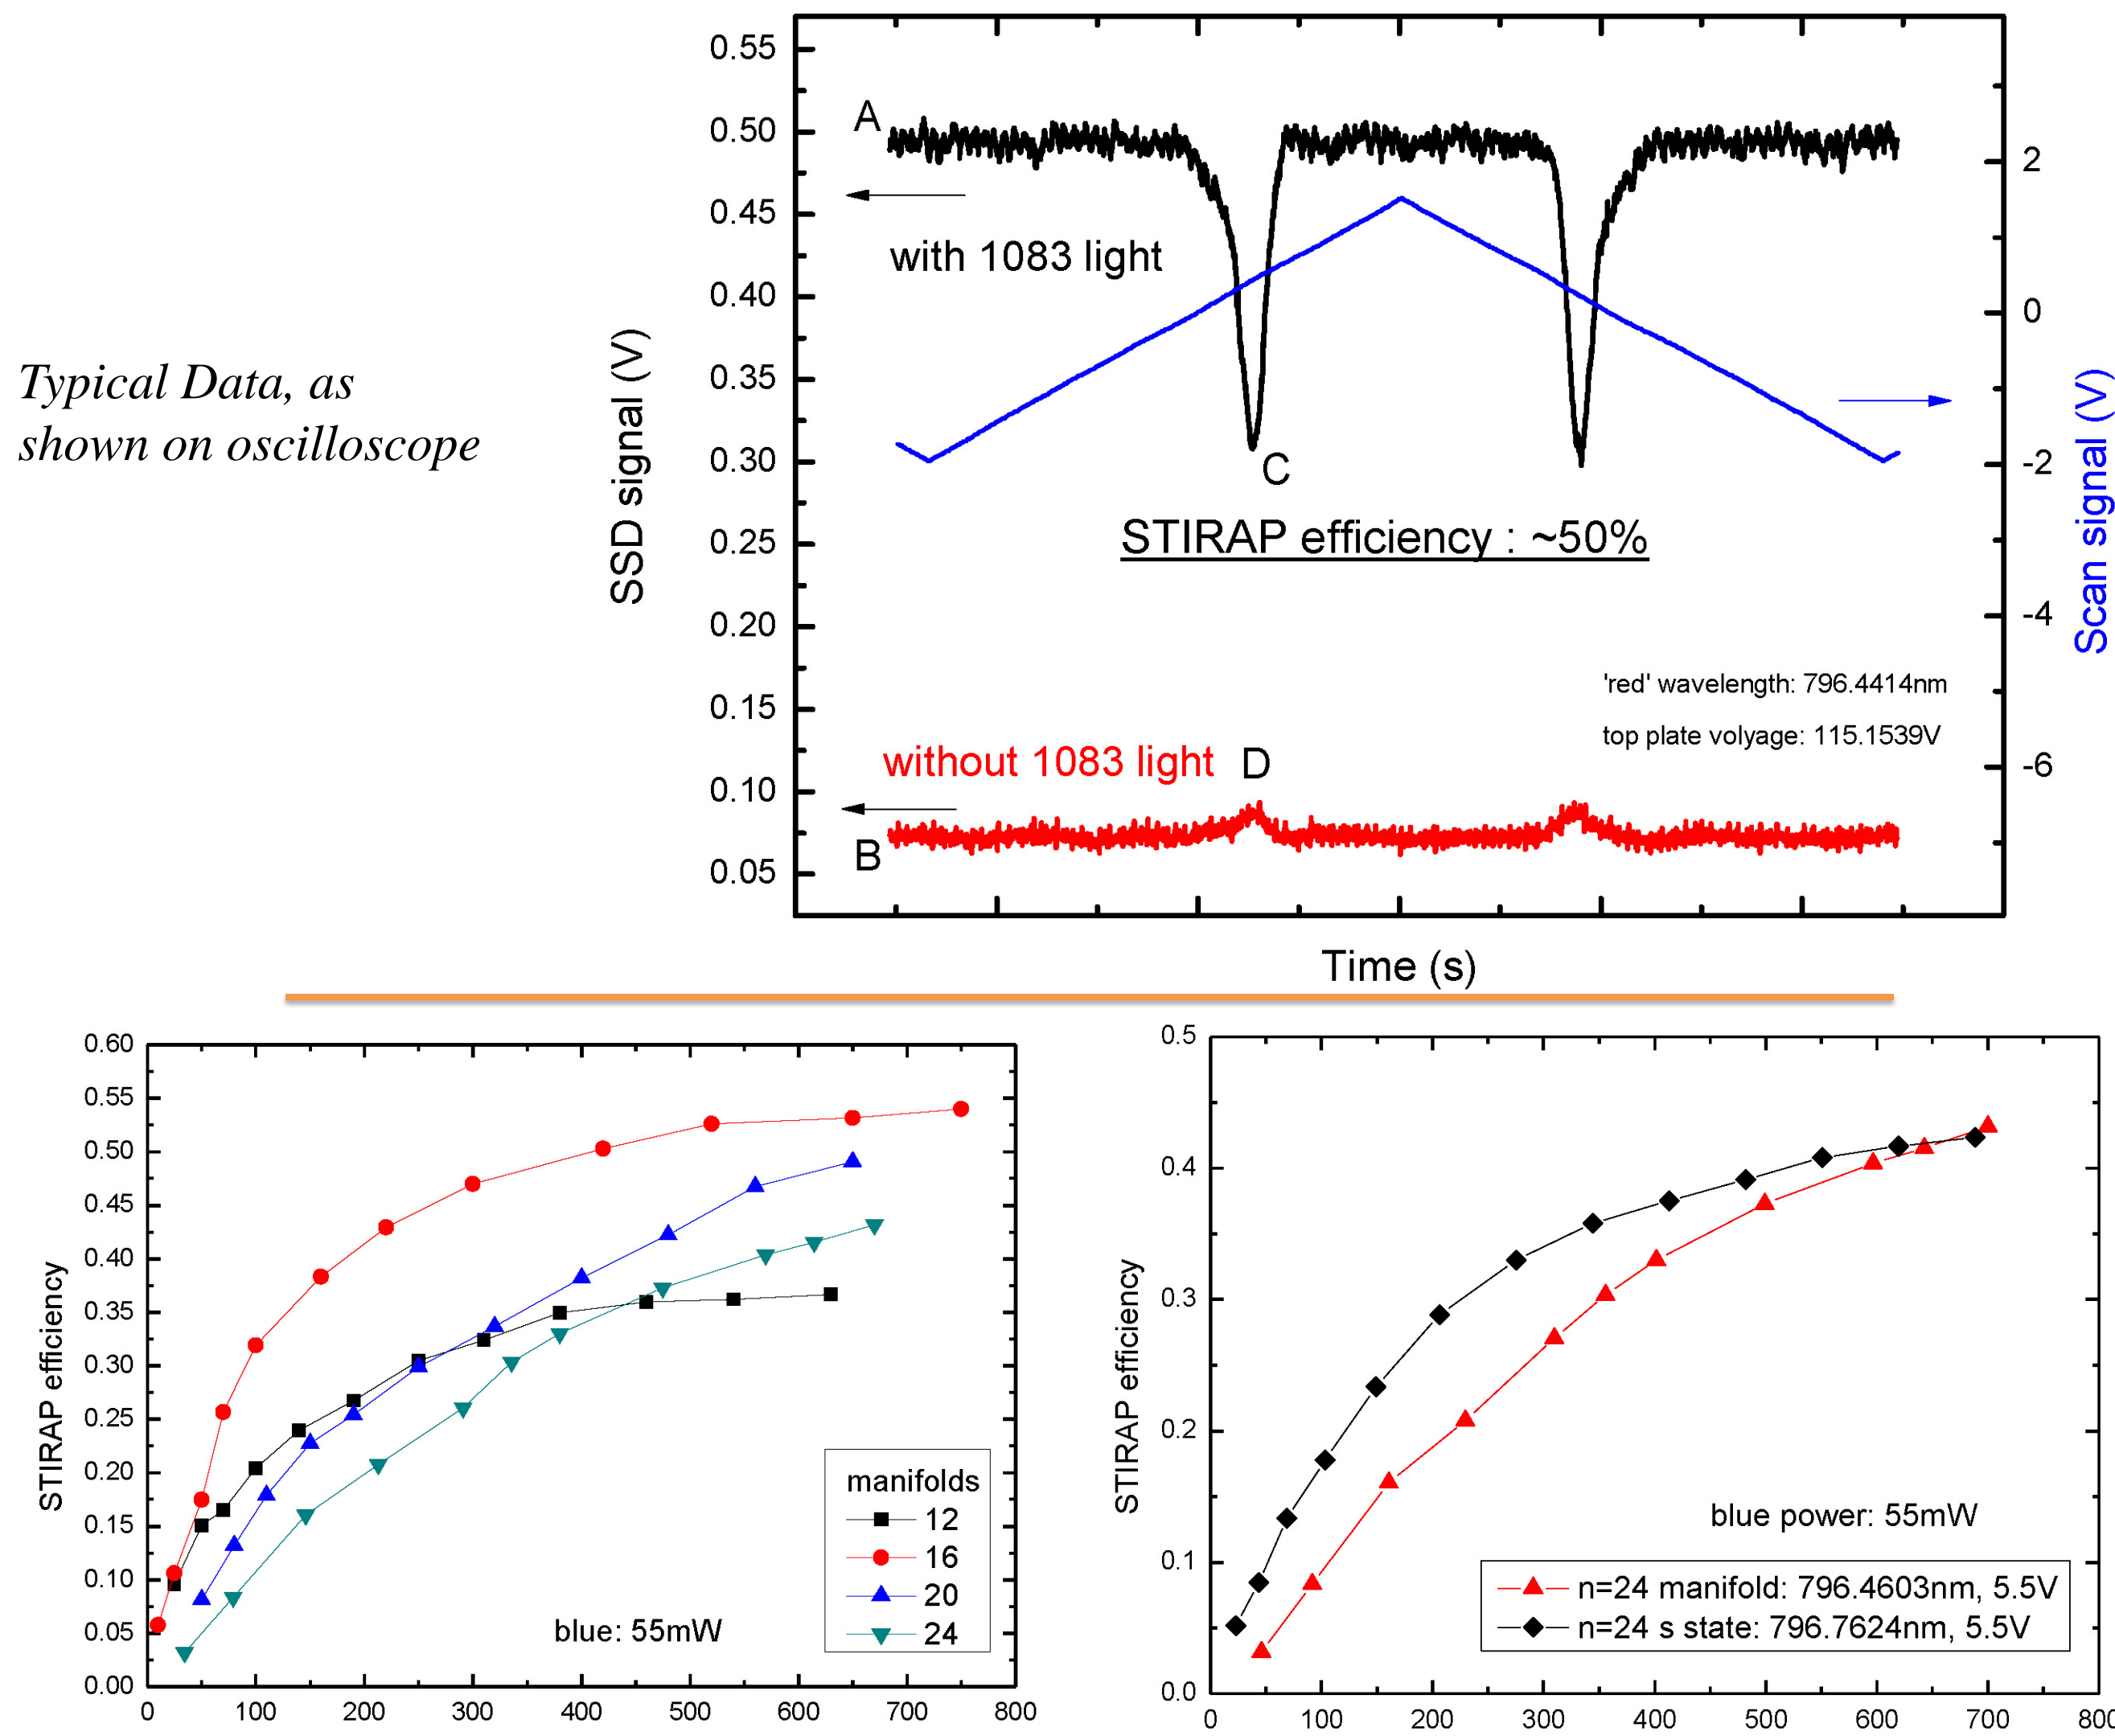 Typical Data, as
shown on oscilloscope
0.55
0.50
0.45
0.40
0.35
0.30
0.25
0.20
0.15
0.10
0.05
SSD signal (V)
A
with 1083 light
C
STIRAP efficiency : ~50%
'red' wavelength: 796.4414nm
top plate volyage: 115.1539V
without 1083 light
D
B
2
0
-2
-4
-6
Scan signal (V)
Time (s)
0.60
0.55
0.50
0.45
0.40
0.35
0.30
0.25
0.20
0.15
0.10
0.05
0.00
STIRAP efficiency
manifolds
12
16
20
24
blue: 55mW
0 100 200 300 400 500 600 700 800
0.5
0.4
0.3
0.2
0.1
0.0
STIRAP efficiency
blue power: 55mW
n=24 manifold: 796.4603nm, 5.5V
n=24 s state: 796.7624nm, 5.5V
0 100 200 300 400 500 600 700 800